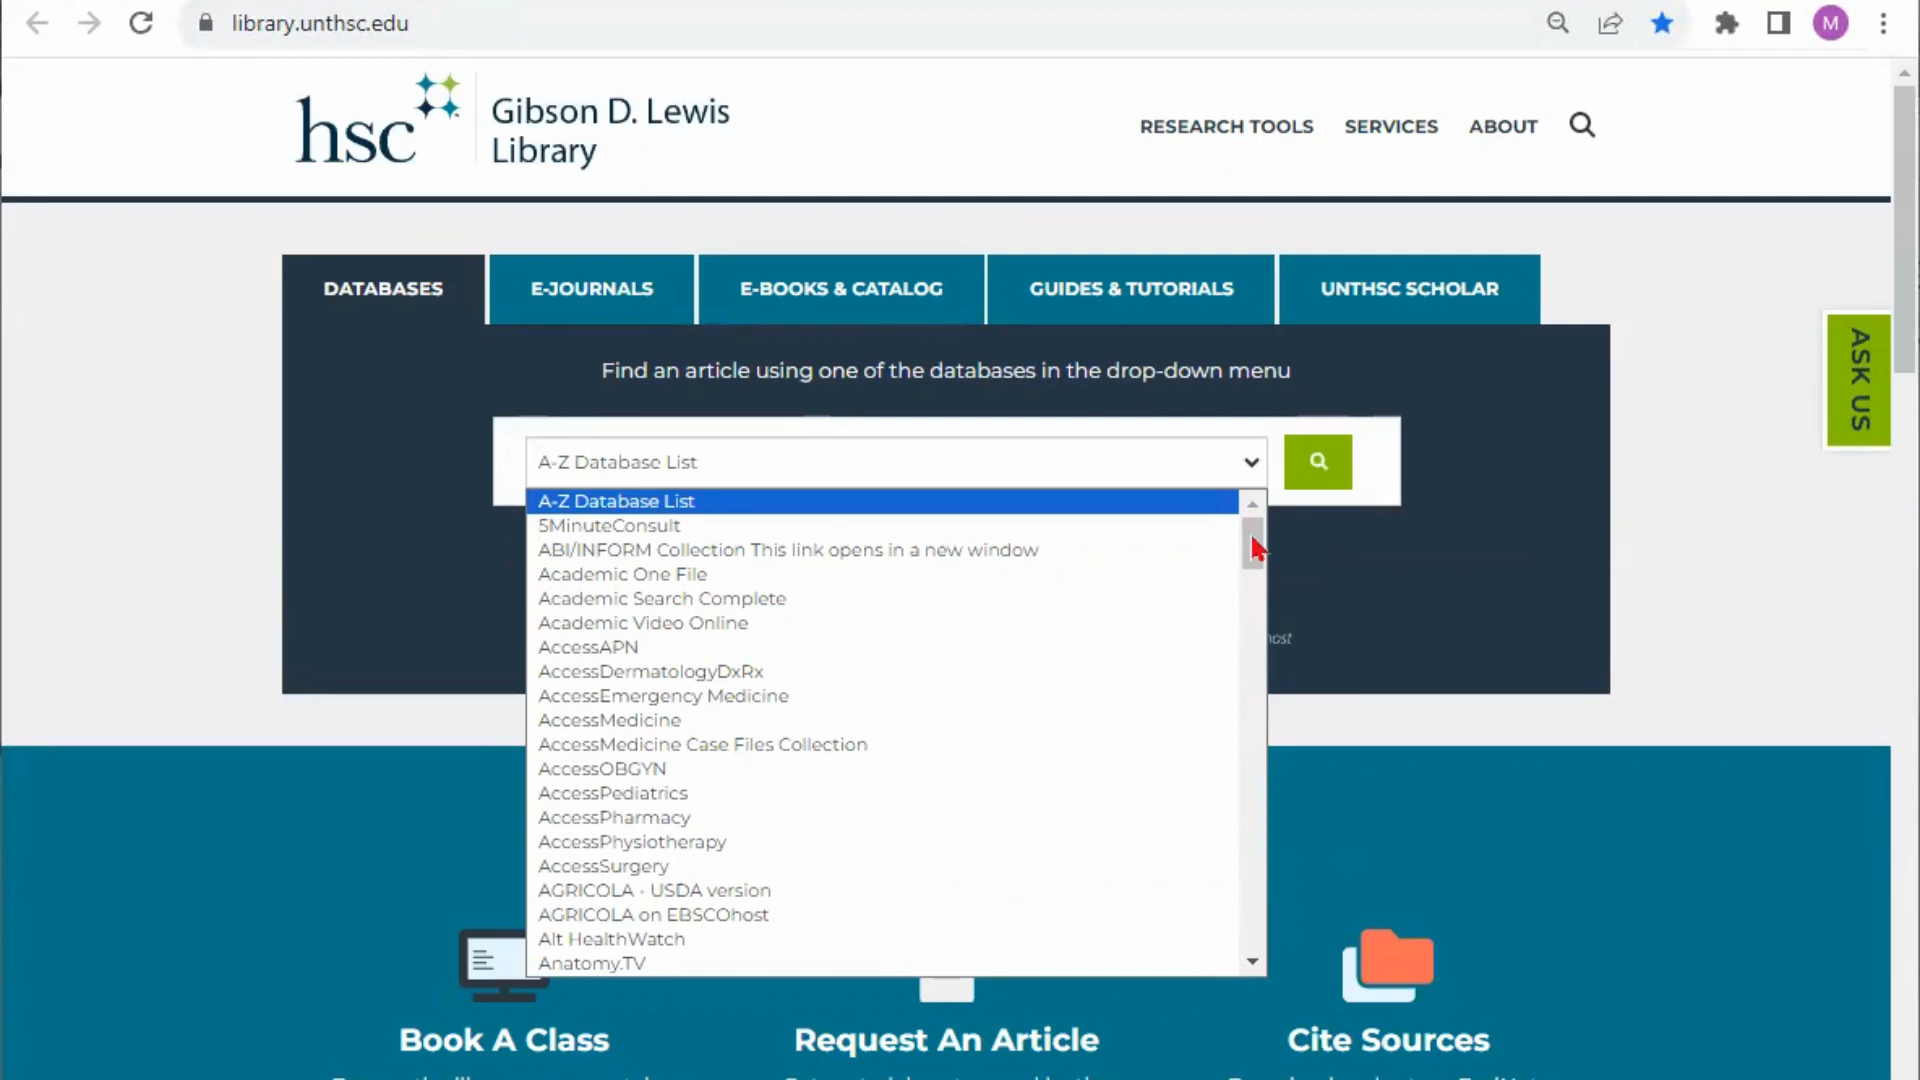 library.unthsc.edu
M
hsc
Gibson D. Lewis
Library
RESEARCH TOOLS
SERVICES
ABOUT
DATABASES
E-JOURNALS
E-BOOKS & CATALOG
GUIDES & TUTORIALS
UNTHSC SCHOLAR
ASK US
Find an article using one of the databases in the drop-down menu
A-Z Database List
A-Z Database List
5MinuteConsult
ABI/INFORM Collection This link opens in a new window
Academic One File
Academic Search Complete
Academic Video Online
AccessAPN
AccessDermatologyDxRx
AccessEmergency Medicine
AccessMedicine
AccessMedicine Case Files Collection
AccessOBGYN
AccessPediatrics
AccessPharmacy
AccessPhysiotherapy
AccessSurgery
AGRICOLA - USDA version
AGRICOLA on EBSCOhost
Alt HealthWatch
Anatomy.TV
Book A Class
Request An Article
Cite Sources